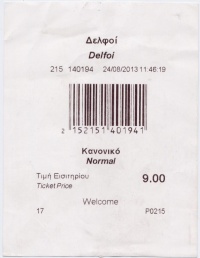 Δελφοί
Delfoi
215 140194 24/08/2013 11:46:19
2 152151 401941
Κανονικό
Normal
Τιμή Εισιτηρίου
Ticket Price
9.00
Welcome
17 P0215